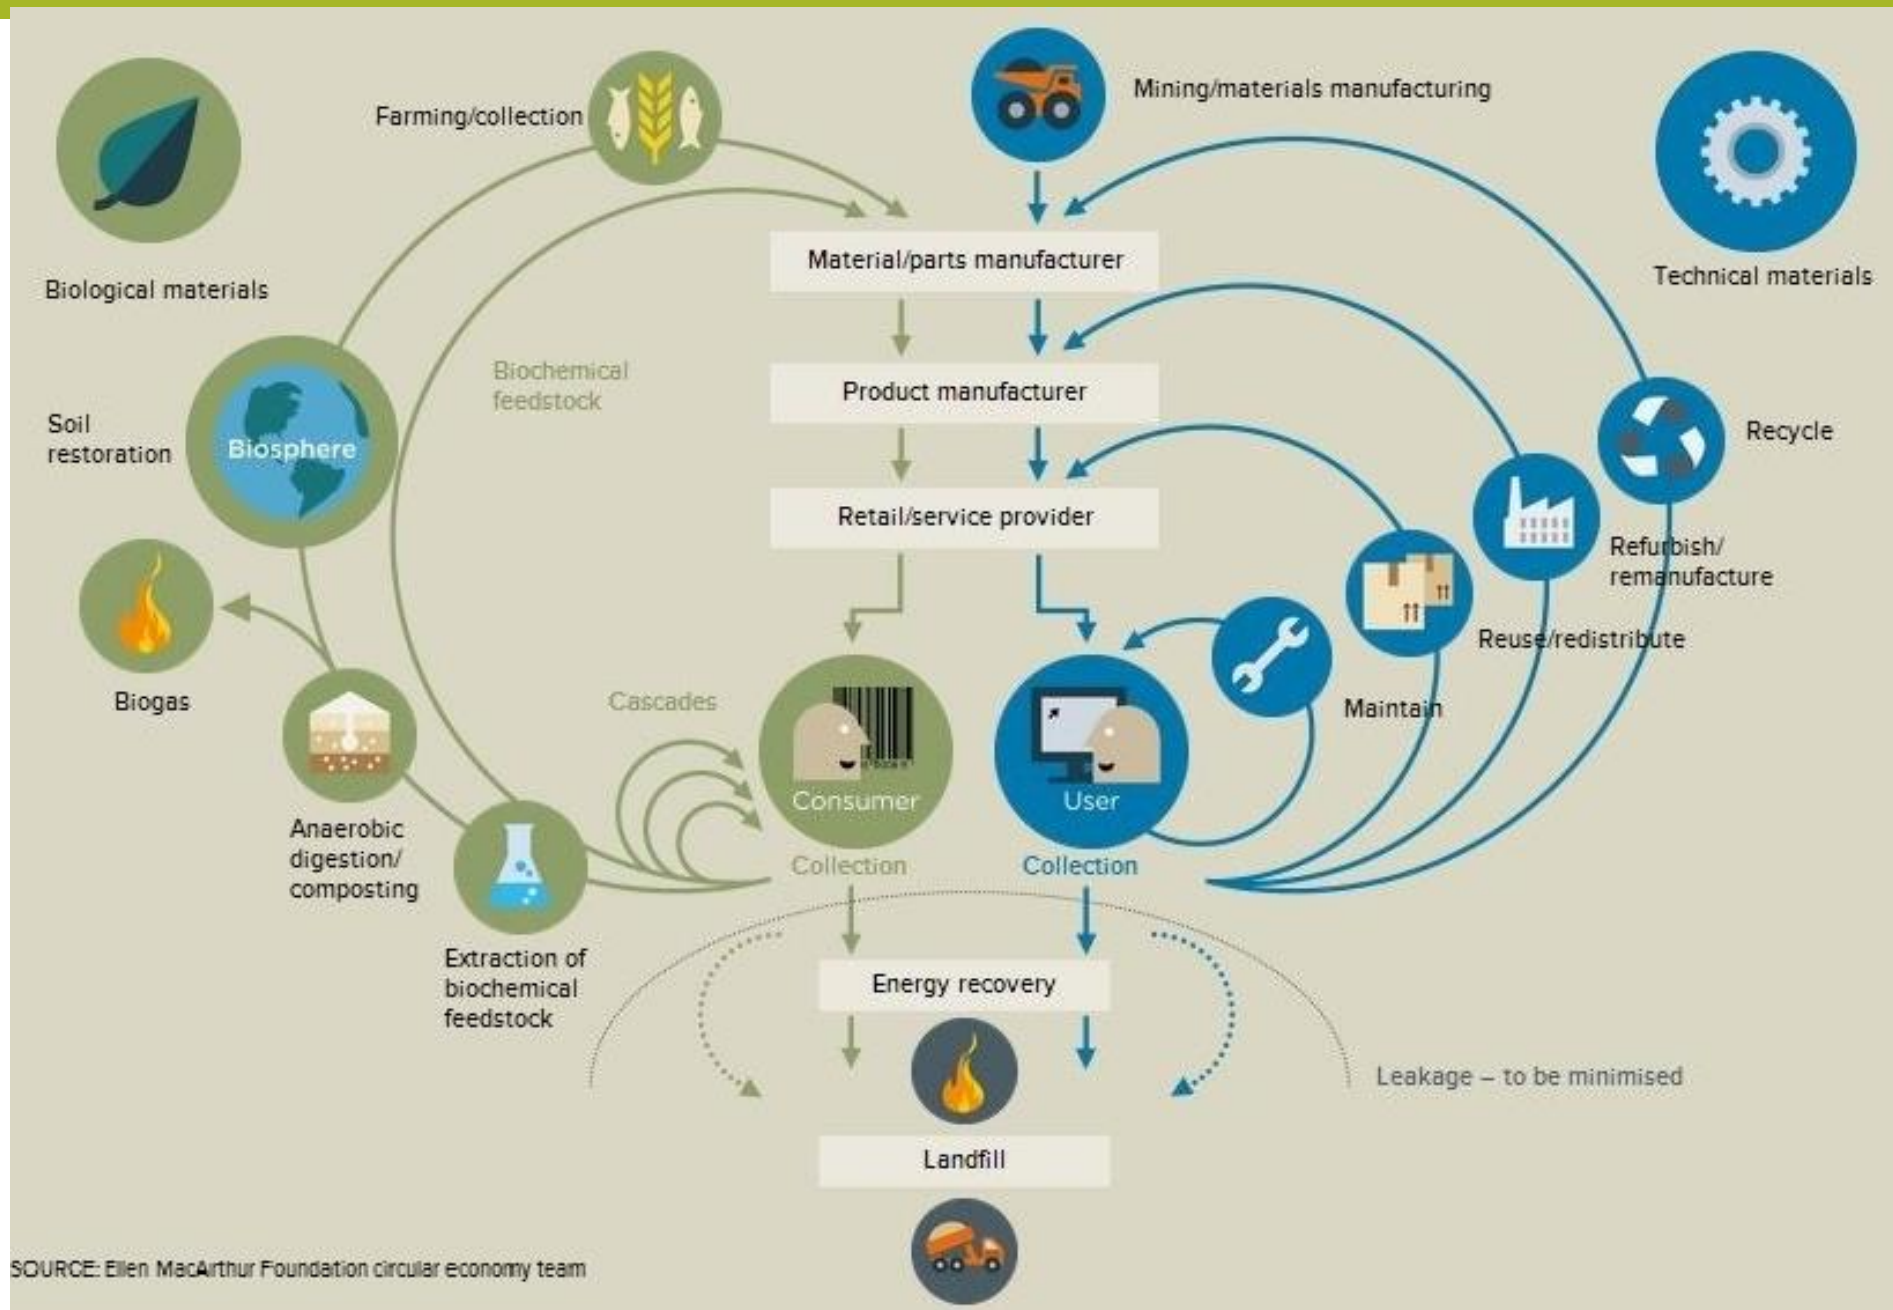 Farming/collection
Mining/materials manufacturing
Biological materials
Technical materials
Material/parts manufacturer
Biochemical
feedstock
Product manufacturer
Soil
restoration
Biosphere
Recycle
Retail/service provider
Refurbish/
remanufacture
Reuse/redistribute
Biogas
Cascades
Maintain
Consumer
User
Anaerobic
digestion/
composting
Collection
Collection
Extraction of
biochemical
feedstock
Energy recovery
Leakage – to be minimised
Landfill
SOURCE: Ellen MacArthur Foundation circular economy team